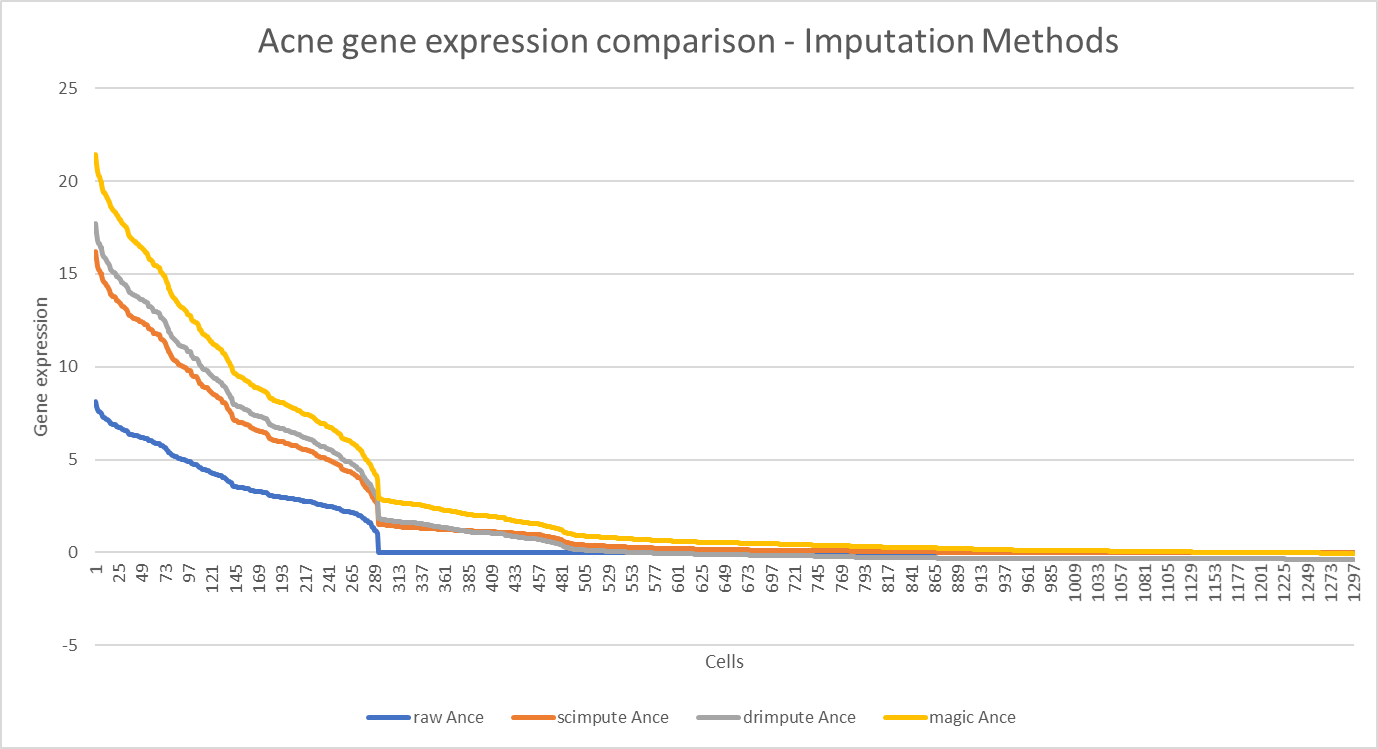 Acne gene expression comparison - Imputation Methods
25
20
15
10
5
0
-5
Gene expression
1 25 49 73 97 121 145 169 193 217 241 265 289 313 337 361 385 409 433 457 481 505 529 553 577 601 625 649 673 697 721 745 769 793 817 841 865 889 913 937 961 985 1009 1033 1057 1081 1105 1129 1153 1177 1201 1225 1249 1273 1297
Cells
raw Ance scimpute Ance drimpute Ance magic Ance